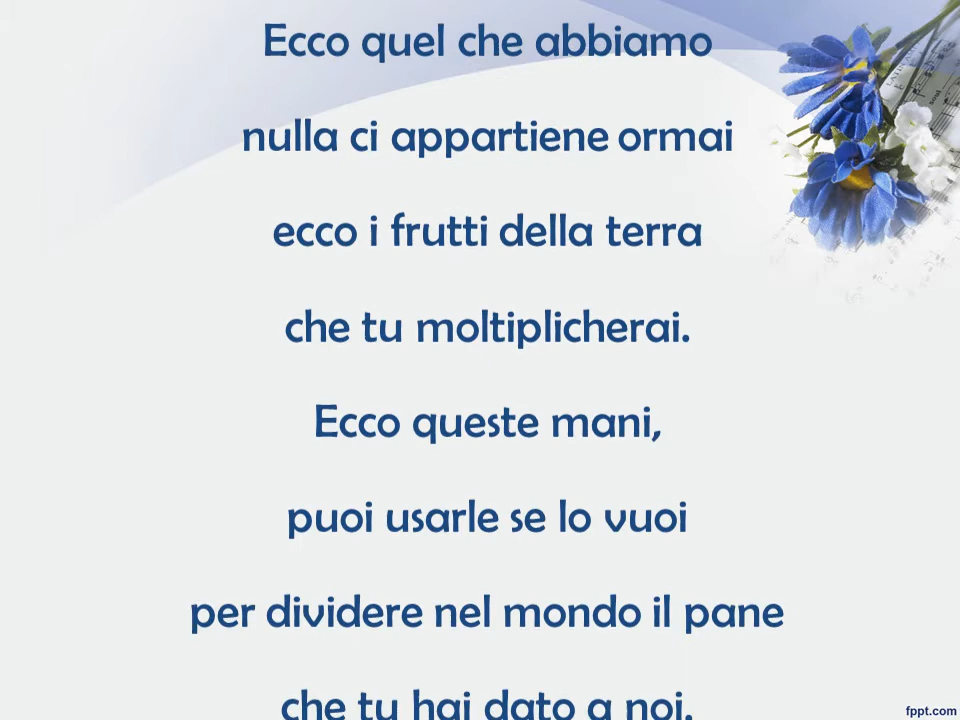 Ecco quel che abbiamo
nulla ci appartiene ormai
ecco i frutti della terra
che tu moltiplicherai.
Ecco queste mani,
puoi usarle se lo vuoi
per dividere nel mondo il pane
che tu hai dato a noi.
fppt.com